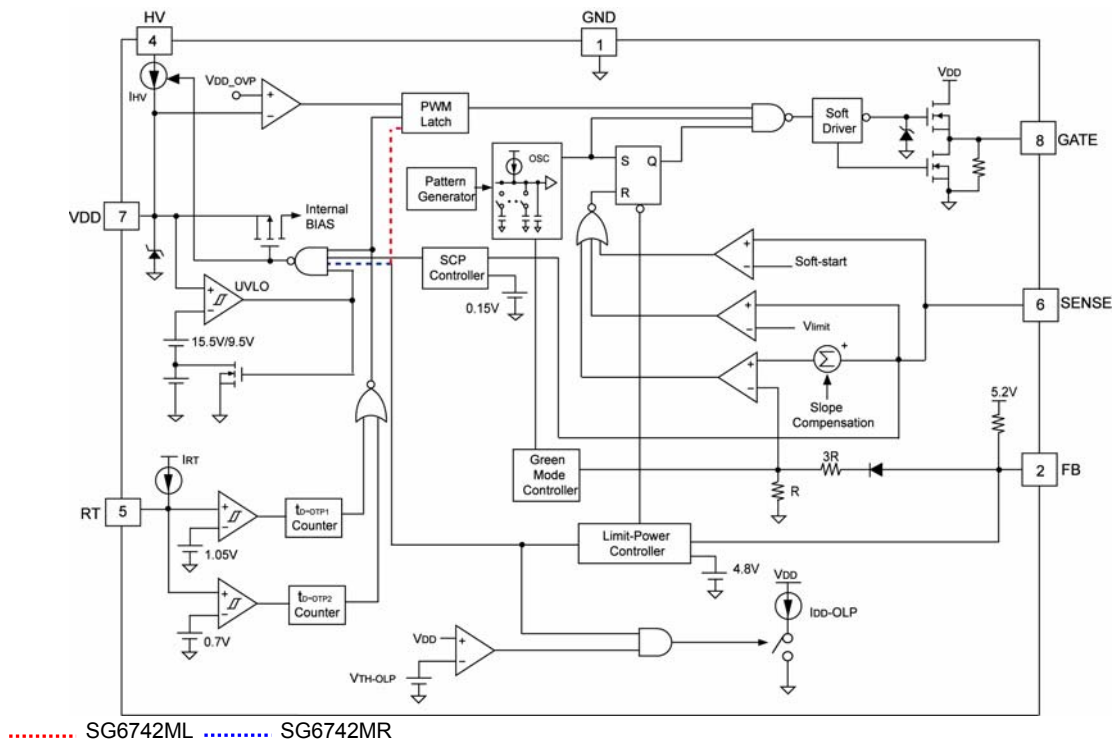 HV
4
GND
1
IHV
VDD_OVP
+
−
PWM
Latch
VDD
Soft
Driver
8
GATE
OSC
S
Q
R
Pattern
Generator
VDD
7
Internal
BIAS
SCP
Controller
0.15V
+
−
Soft-start
6
SENSE
+
−
UVLO
15.5V/9.5V
+
−
Vlimit
+
−
Σ
+
Slope
Compensation
5.2V
IRT
RT
5
+
−
1.05V
tD-OTP1
Counter
Green
Mode
Controller
3R
R
2
FB
+
−
0.7V
tD-OTP2
Counter
Limit-Power
Controller
4.8V
VDD
IDD-OLP
VDD
+
−
VTH-OLP
SG6742ML
SG6742MR